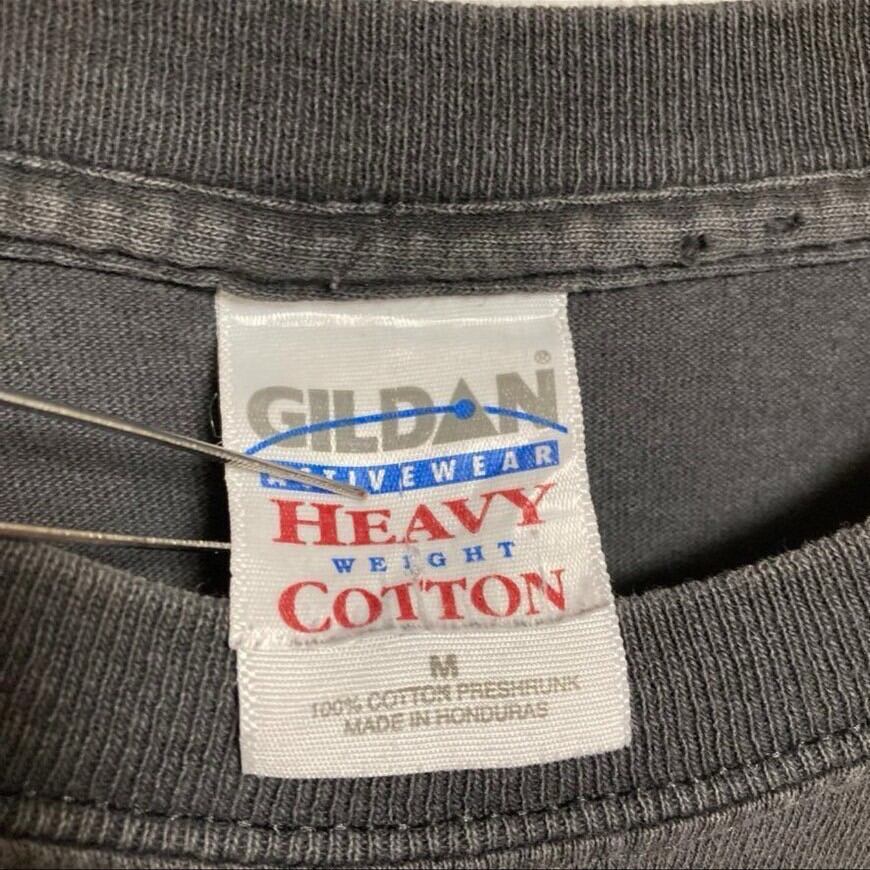 GILDAN®
ACTIVEWEAR
HEAVY
WEIGHT
COTTON
M
100% COTTON PRESHRUNK
MADE IN HONDURAS